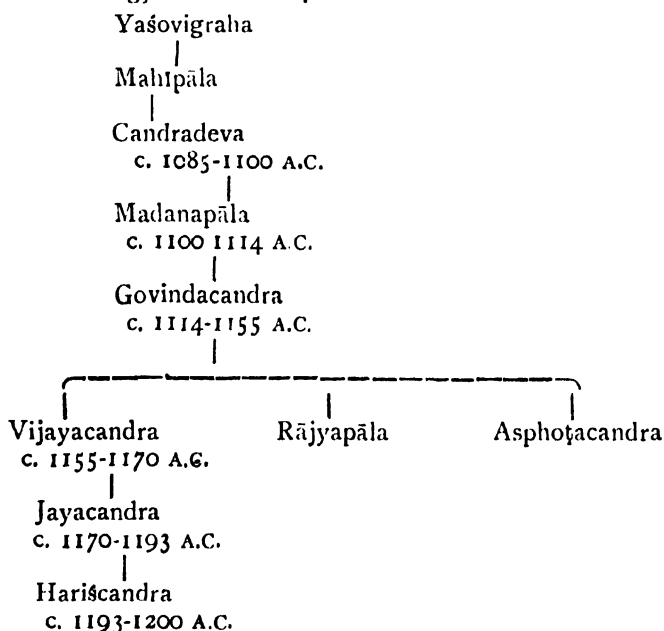 Yaśovigraha
Mahīpāla
Candradeva
c. 1085-1100 A.C.
Madanapāla
c. 1100 1114 A.C.
Govindacandra
c. 1114-1155 A.C.
Vijayacandra Rājyapāla Asphoṭacandra
c. 1155-1170 A.C.
Jayacandra
c. 1170-1193 A.C.
Hariścandra
c. 1193-1200 A.C.